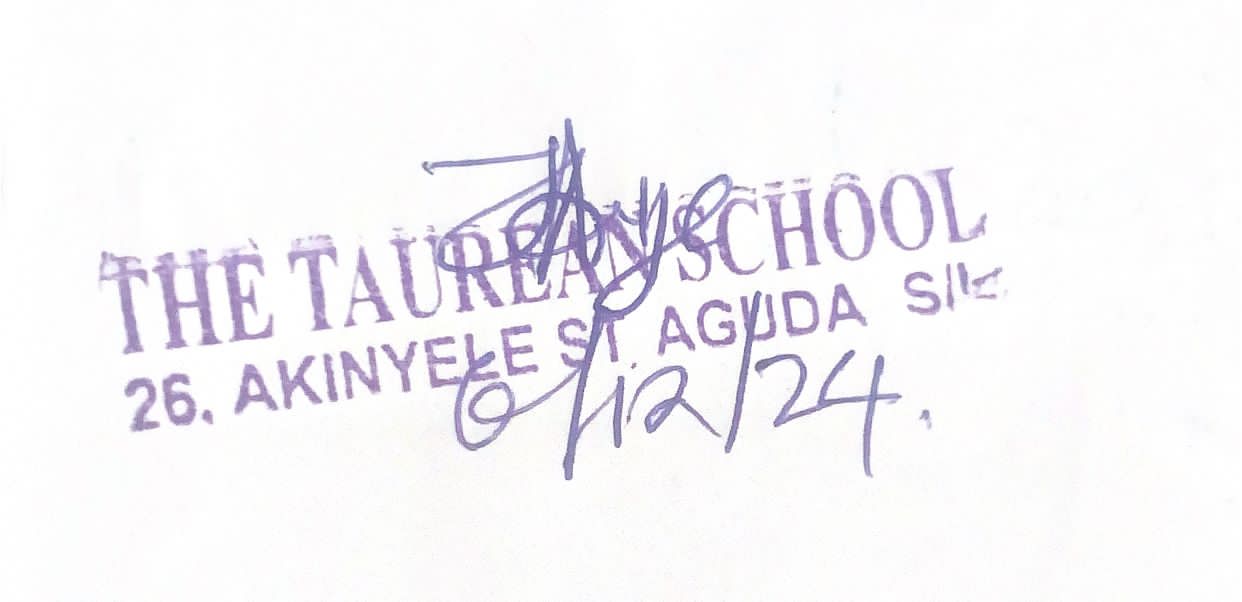 THE TAUREAN SCHOOL
26, AKINYELE ST. AGUDA S/L
6/12/24.